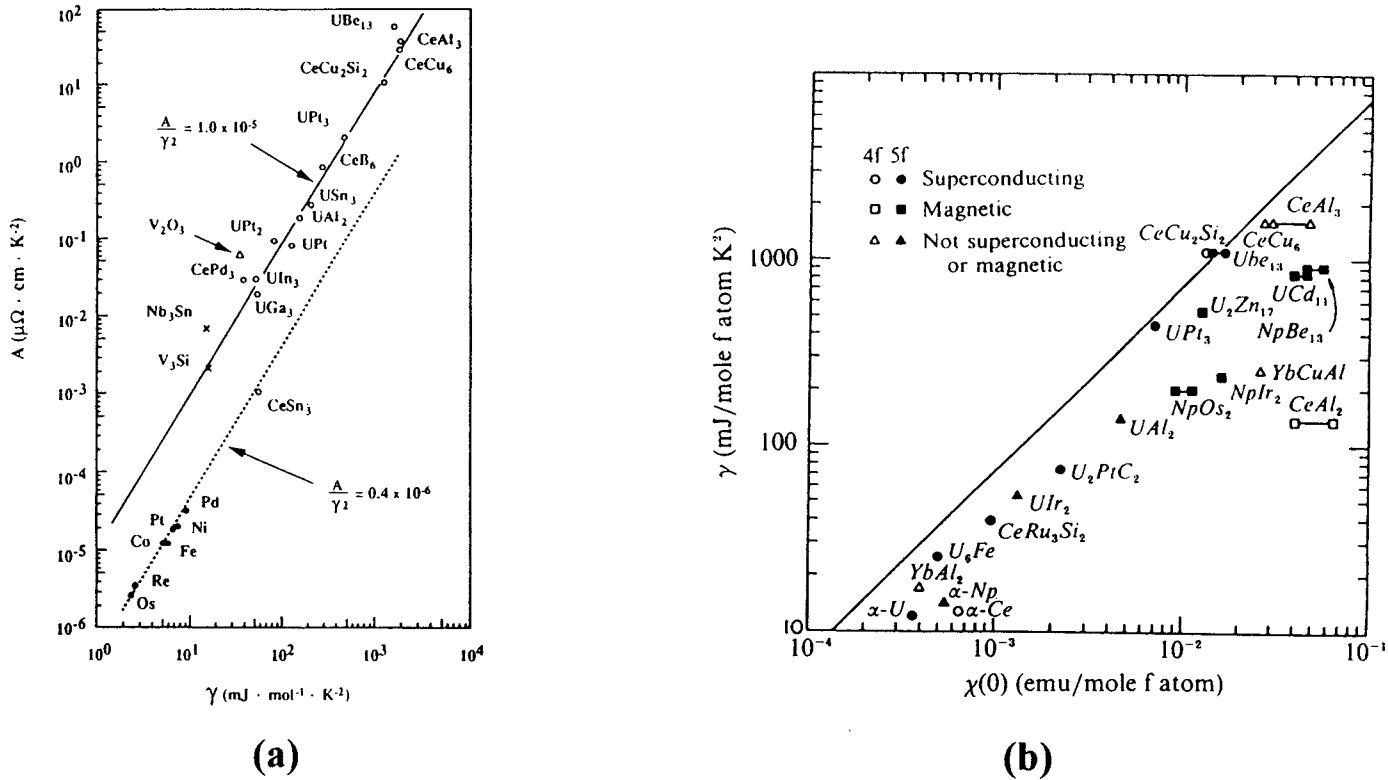 10²
10¹
10⁰
10⁻¹
10⁻²
10⁻³
10⁻⁴
10⁻⁵
10⁻⁶
A (μΩ · cm · K⁻²)
UBe₁₃
CeAl₃
CeCu₆
CeCu₂Si₂
UPt₃
A/γ2 = 1.0 x 10⁻⁵
CeB₆
USn₃
UAl₂
V₂O₃
UPt₂
UPt
CePd₃
UIn₃
UGa₃
Nb₃Sn
V₃Si
CeSn₃
A/γ2 = 0.4 x 10⁻⁶
Pd
Pt
Ni
Co
Fe
Re
Os
10⁰ 10¹ 10² 10³ 10⁴
γ (mJ · mol⁻¹ · K⁻²)
(a)
1000
100
10
γ (mJ/mole f atom K²)
4f 5f
Superconducting
Magnetic
Not superconducting
or magnetic
CeAl₃
CeCu₂Si₂
CeCu₆
Ube₁₃
UCd₁₁
U₂Zn₁₇
NpBe₁₃
UPt₃
YbCuAl
NpIr₂
NpOs₂
CeAl₂
UAl₂
U₂PtC₂
UIr₂
CeRu₃Si₂
U₆Fe
YbAl₂
α-Np
α-U
α-Ce
10⁻⁴ 10⁻³ 10⁻² 10⁻¹
χ(0) (emu/mole f atom)
(b)